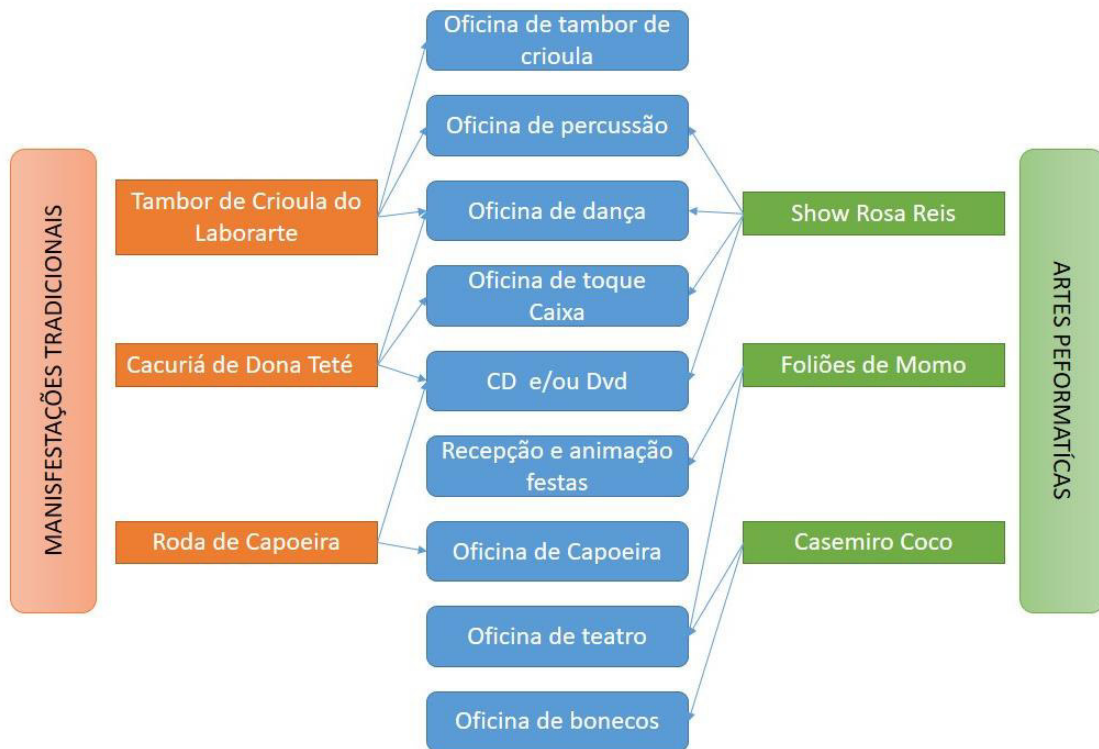 MANISFESTAÇÕES TRADICIONAIS
Tambor de Crioula do
Laborarte
Cacuriá de Dona Teté
Roda de Capoeira
Oficina de tambor de
crioula
Oficina de percussão
Oficina de dança
Oficina de toque
Caixa
CD e/ou Dvd
Recepção e animação
festas
Oficina de Capoeira
Oficina de teatro
Oficina de bonecos
Show Rosa Reis
Foliões de Momo
Casemiro Coco
ARTES PEFORMATÍCAS